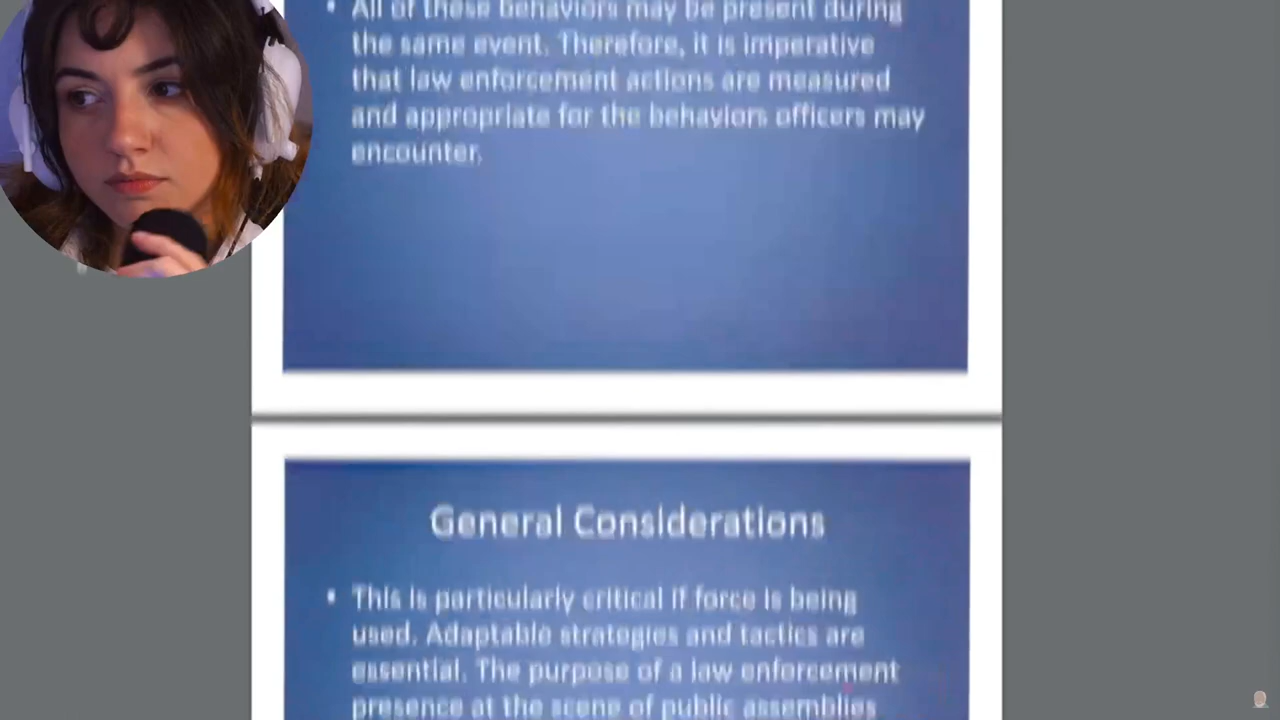 • All of these behaviors may be present during
the same event. Therefore, it is imperative
that law enforcement actions are measured
and appropriate for the behaviors officers may
encounter.
General Considerations
• This is particularly critical if force is being
used. Adaptable strategies and tactics are
essential. The purpose of a law enforcement
presence at the scene of public assemblies